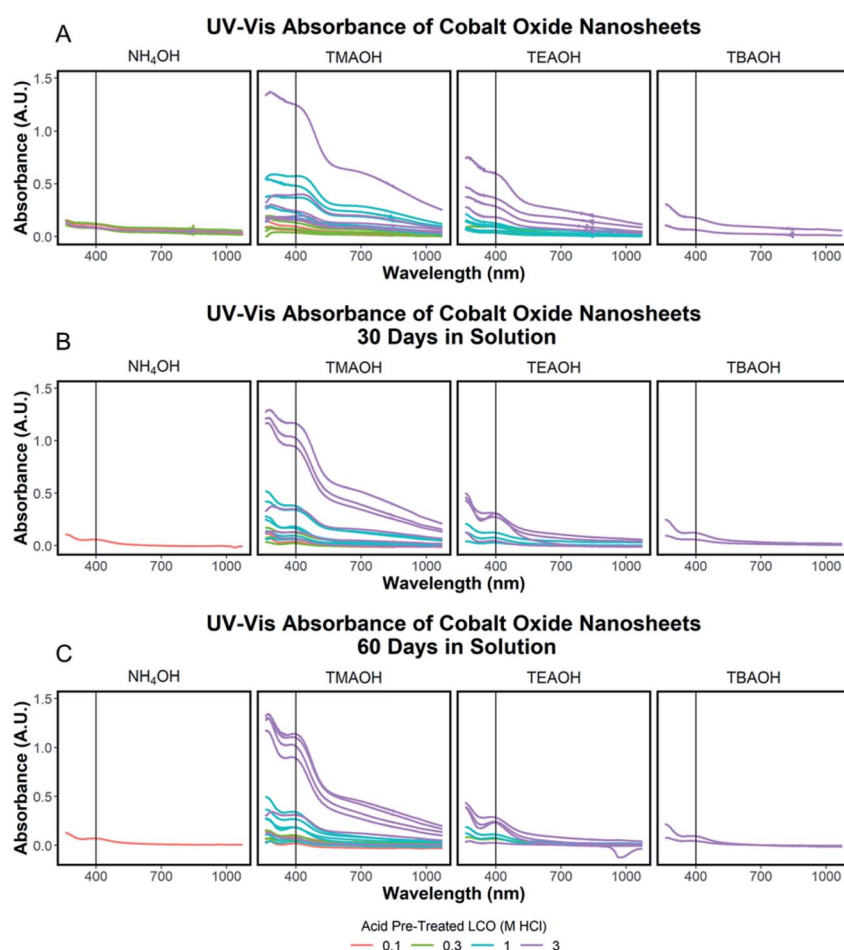 A
UV-Vis Absorbance of Cobalt Oxide Nanosheets
NH₄OH TMAOH TEAOH TBAOH
Absorbance (A.U.)
1.5
1.0
0.5
0.0
400 700 1000 400 700 1000 400 700 1000 400 700 1000
Wavelength (nm)
UV-Vis Absorbance of Cobalt Oxide Nanosheets
B 30 Days in Solution
NH₄OH TMAOH TEAOH TBAOH
Absorbance (A.U.)
1.5
1.0
0.5
0.0
400 700 1000 400 700 1000 400 700 1000 400 700 1000
Wavelength (nm)
UV-Vis Absorbance of Cobalt Oxide Nanosheets
C 60 Days in Solution
NH₄OH TMAOH TEAOH TBAOH
Absorbance (A.U.)
1.5
1.0
0.5
0.0
400 700 1000 400 700 1000 400 700 1000 400 700 1000
Wavelength (nm)
Acid Pre-Treated LCO (M HCl)
0.1 0.3 1 3